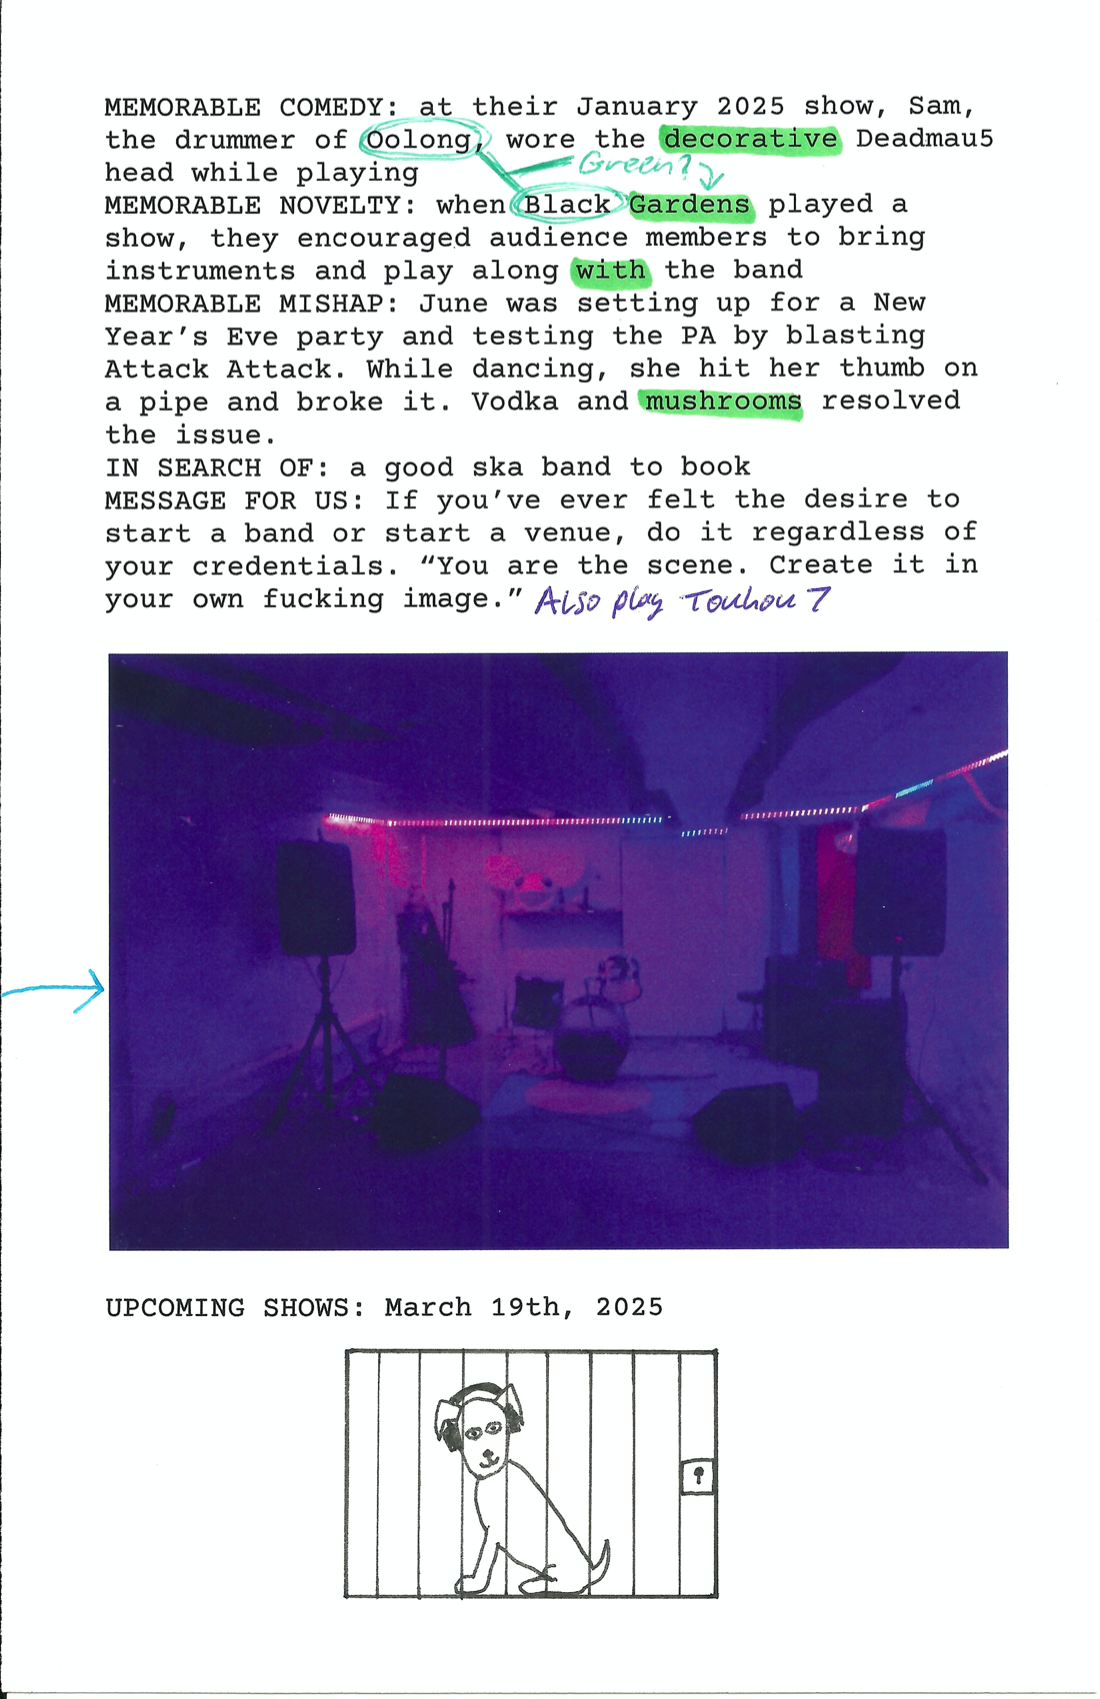 MEMORABLE COMEDY: at their January 2025 show, Sam,
the drummer of Oolong, wore the decorative Deadmau5
head while playing
Green?
MEMORABLE NOVELTY: when Black Gardens played a
show, they encouraged audience members to bring
instruments and play along with the band
MEMORABLE MISHAP: June was setting up for a New
Year’s Eve party and testing the PA by blasting
Attack Attack. While dancing, she hit her thumb on
a pipe and broke it. Vodka and mushrooms resolved
the issue.
IN SEARCH OF: a good ska band to book
MESSAGE FOR US: If you’ve ever felt the desire to
start a band or start a venue, do it regardless of
your credentials. “You are the scene. Create it in
your own fucking image.” Also play Touhou 7
UPCOMING SHOWS: March 19th, 2025